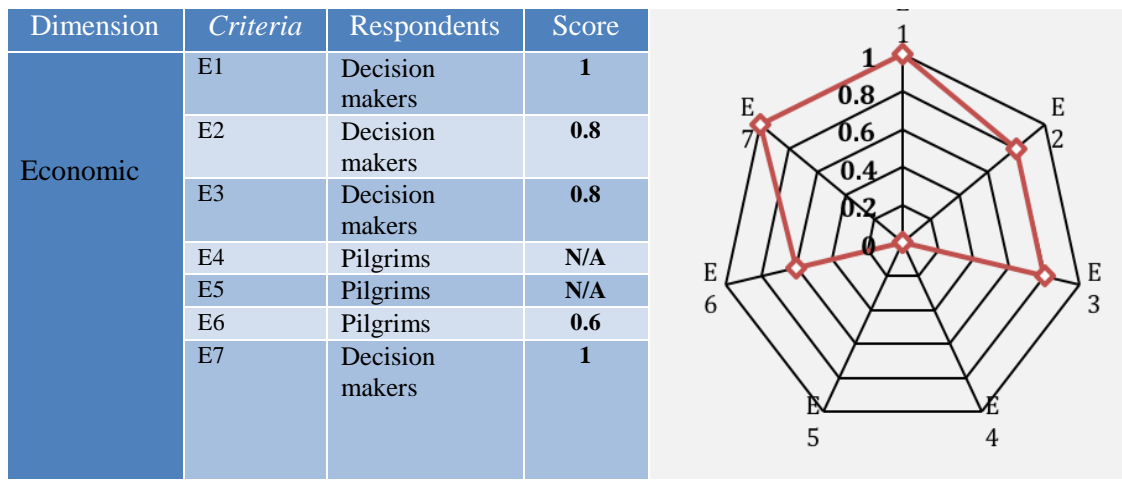 Dimension Criteria Respondents Score
Economic
E1 Decision makers 1
E2 Decision makers 0.8
E3 Decision makers 0.8
E4 Pilgrims N/A
E5 Pilgrims N/A
E6 Pilgrims 0.6
E7 Decision makers 1
1
E
2
E
3
E
4
E
5
E
6
E
7
1
0.8
0.6
0.4
0.2
0